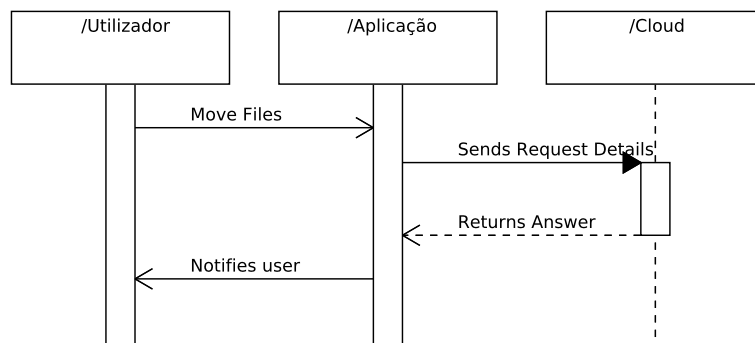 /Utilizador
/Aplicação
/Cloud
Move Files
Sends Request Details
Returns Answer
Notifies user